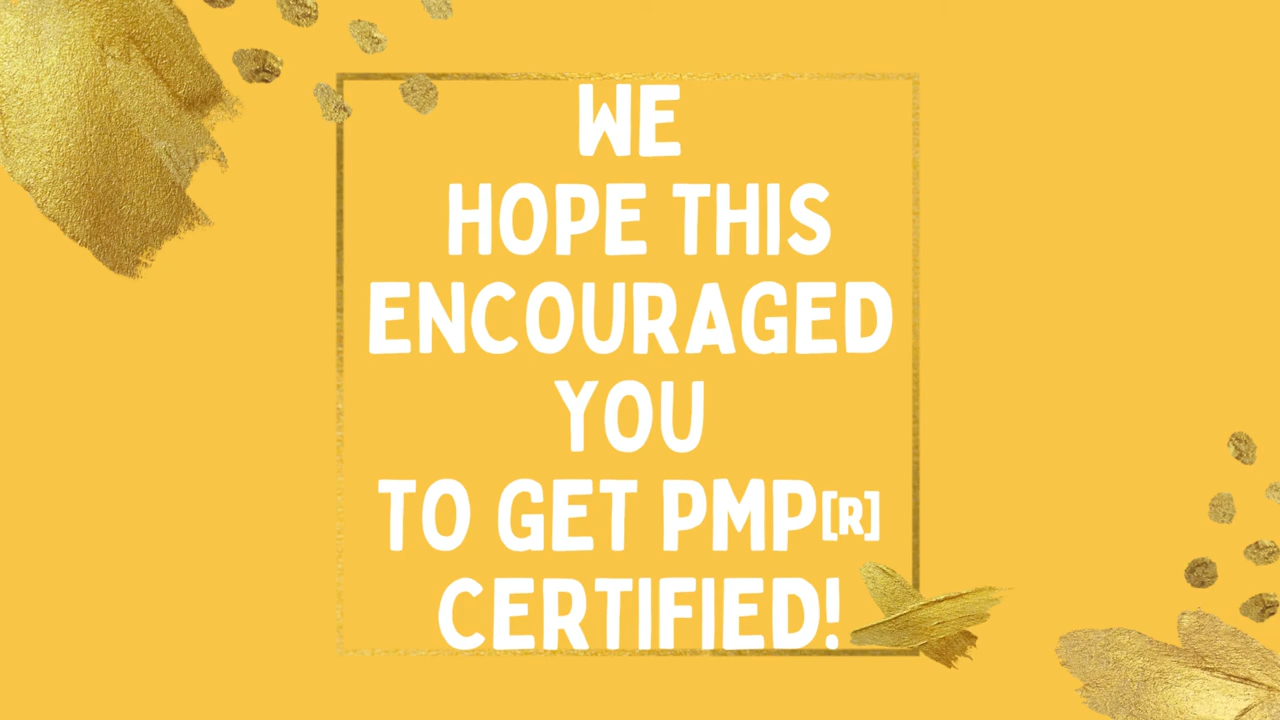 WE
HOPE THIS
ENCOURAGED
YOU
TO GET PMP[R]
CERTIFIED!